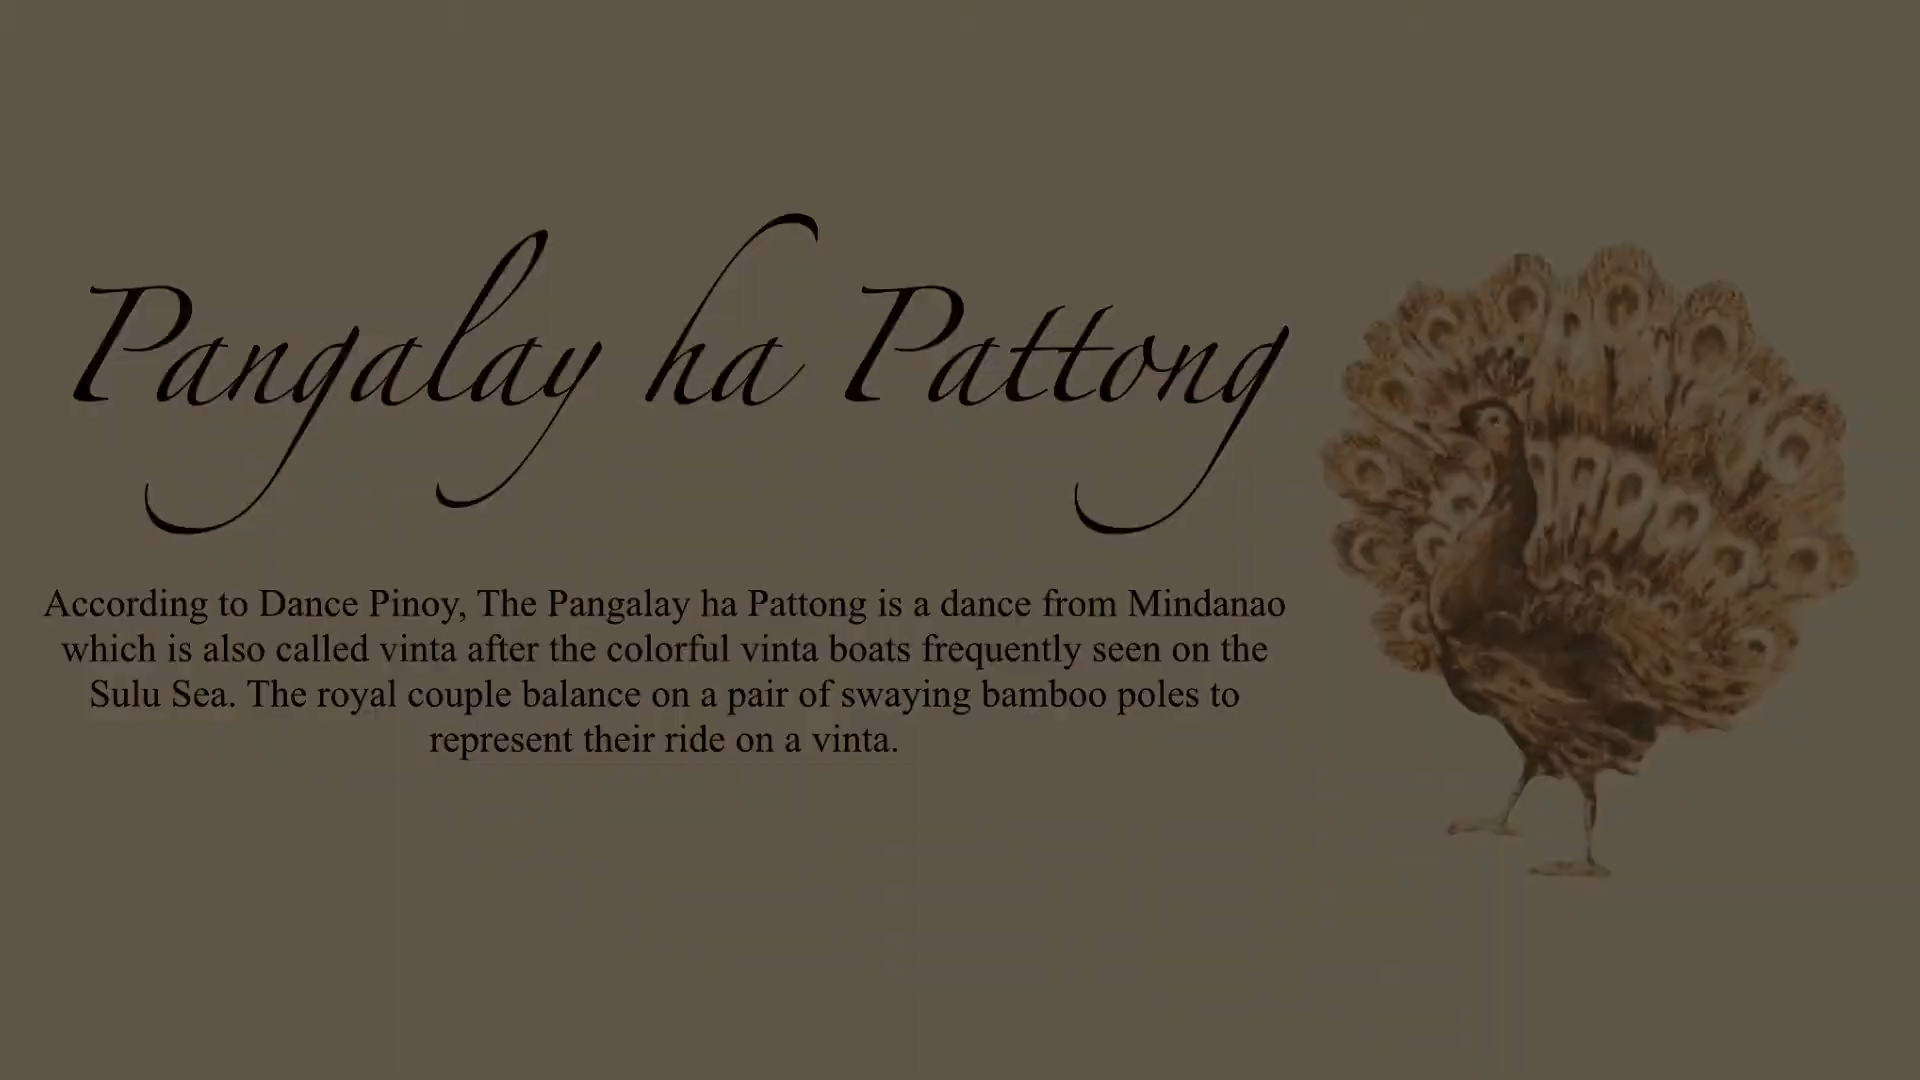 Pangalay ha Pattong
According to Dance Pinoy, The Pangalay ha Pattong is a dance from Mindanao
which is also called vinta after the colorful vinta boats frequently seen on the
Sulu Sea. The royal couple balance on a pair of swaying bamboo poles to
represent their ride on a vinta.